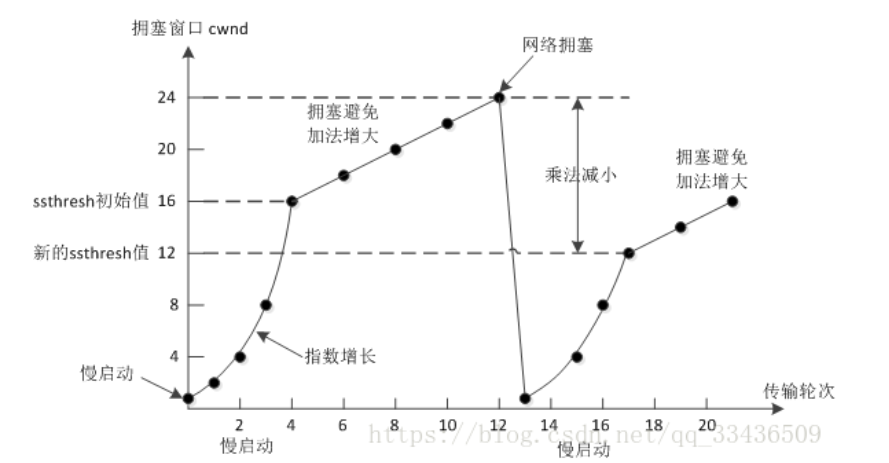 拥塞窗口 cwnd
网络拥塞
24
拥塞避免
加法增大
20
拥塞避免
加法增大
乘法减小
ssthresh初始值 16
新的ssthresh值 12
8
4
指数增长
慢启动
传输轮次
2 4 6 8 10 12 14 16 18 20
慢启动
慢启动
https://blog.csdn.net/qq_33436509